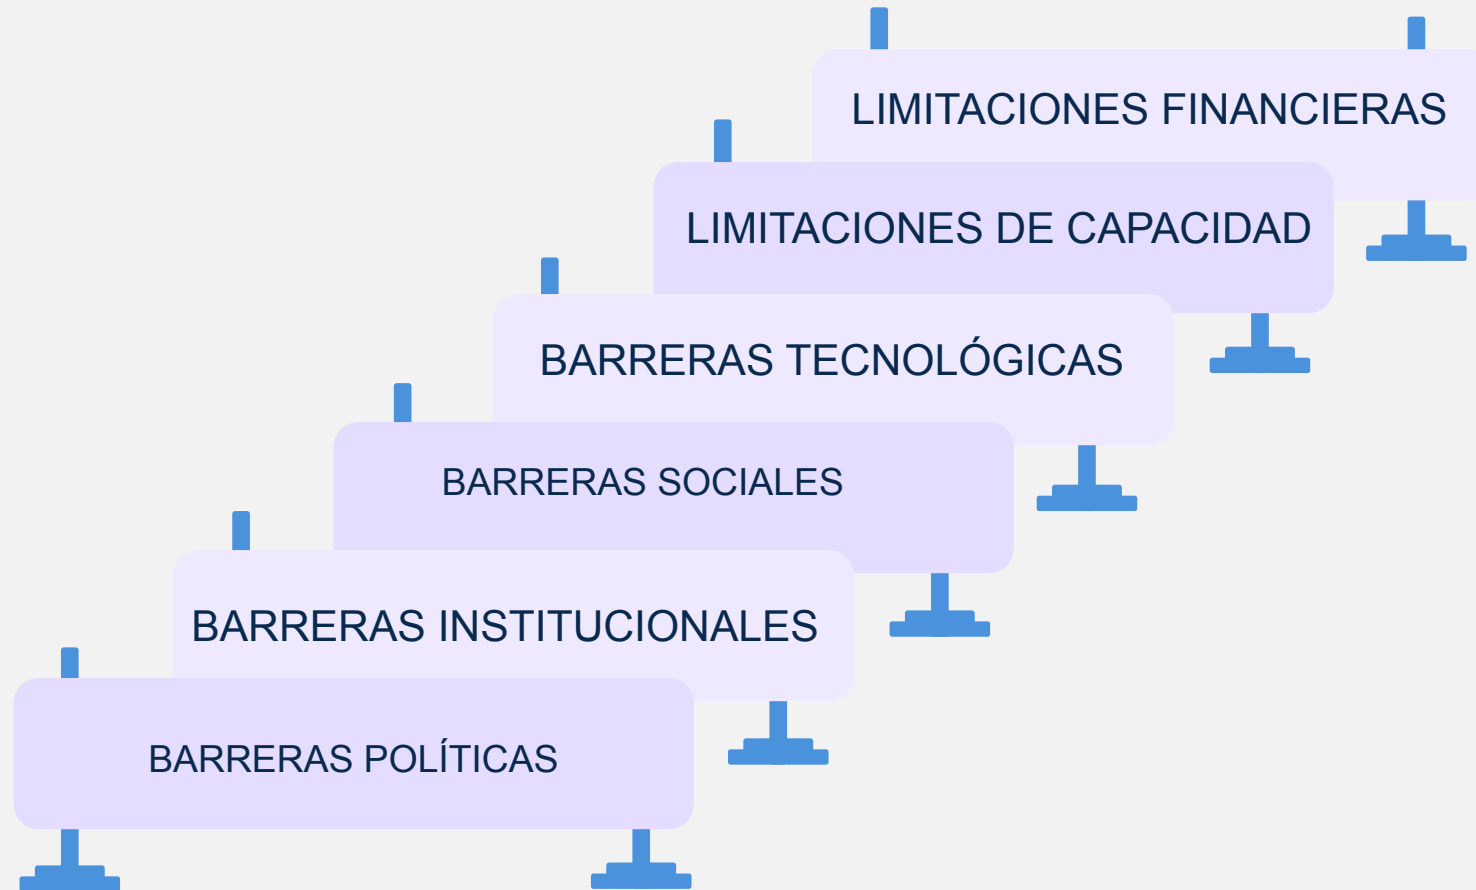 LIMITACIONES FINANCIERAS
LIMITACIONES DE CAPACIDAD
BARRERAS TECNOLÓGICAS
BARRERAS SOCIALES
BARRERAS INSTITUCIONALES
BARRERAS POLÍTICAS